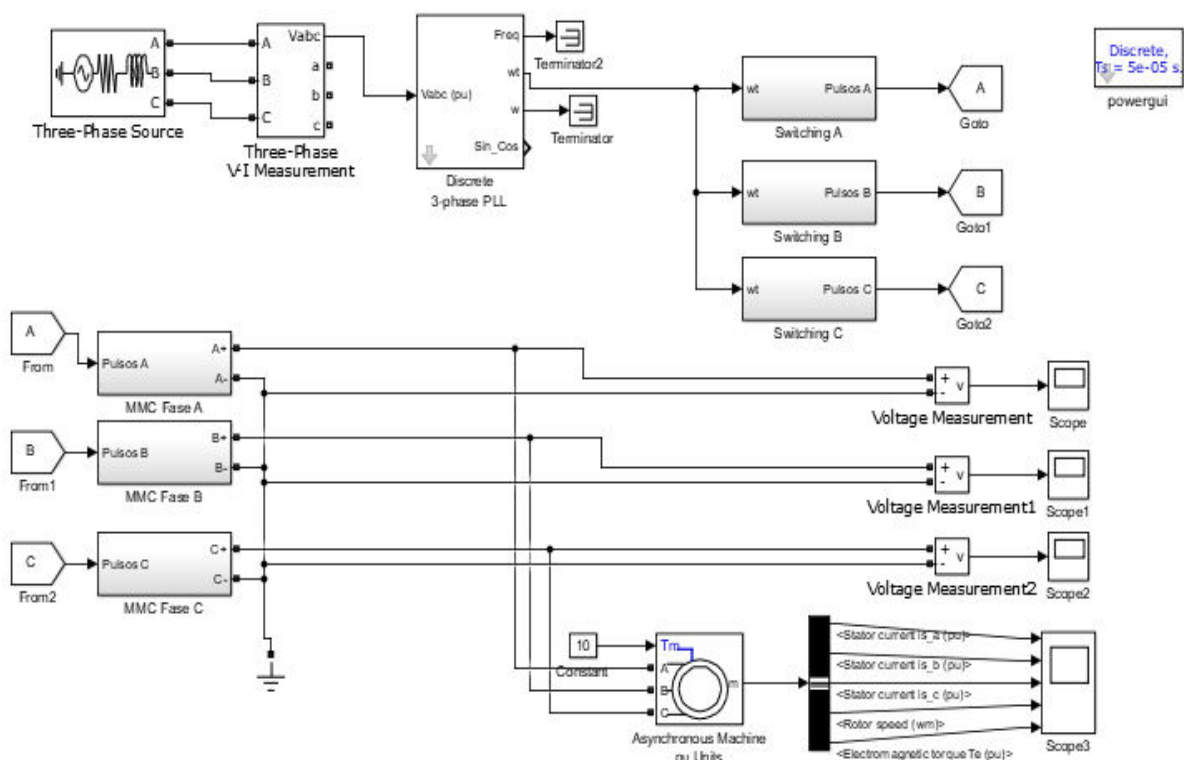 A
B
C
Three-Phase Source
A
B
C
Vabc
a
b
c
Three-Phase
V-I Measurement
Vabc (pu)
Freq
wt
w
Sin_Cos
Discrete
3-phase PLL
Terminator2
Terminator
wt
Pulsos A
Switching A
A
Goto
wt
Pulsos B
Switching B
B
Goto1
wt
Pulsos C
Switching C
C
Goto2
Discrete,
Ts = 5e-05 s.
powergui
A
From
Pulsos A
A+
A-
MMC Fase A
+
-
v
Voltage Measurement
Scope
B
From1
Pulsos B
B+
B-
MMC Fase B
+
-
v
Voltage Measurement1
Scope1
C
From2
Pulsos C
C+
C-
MMC Fase C
+
-
v
Voltage Measurement2
Scope2
10
Constant
Tm
A
B
C
m
Asynchronous Machine
pu Units
<Stator current is_a (pu)>
<Stator current is_b (pu)>
<Stator current is_c (pu)>
<Rotor speed (wm)>
<Electromagnetic torque Te (pu)>
Scope3